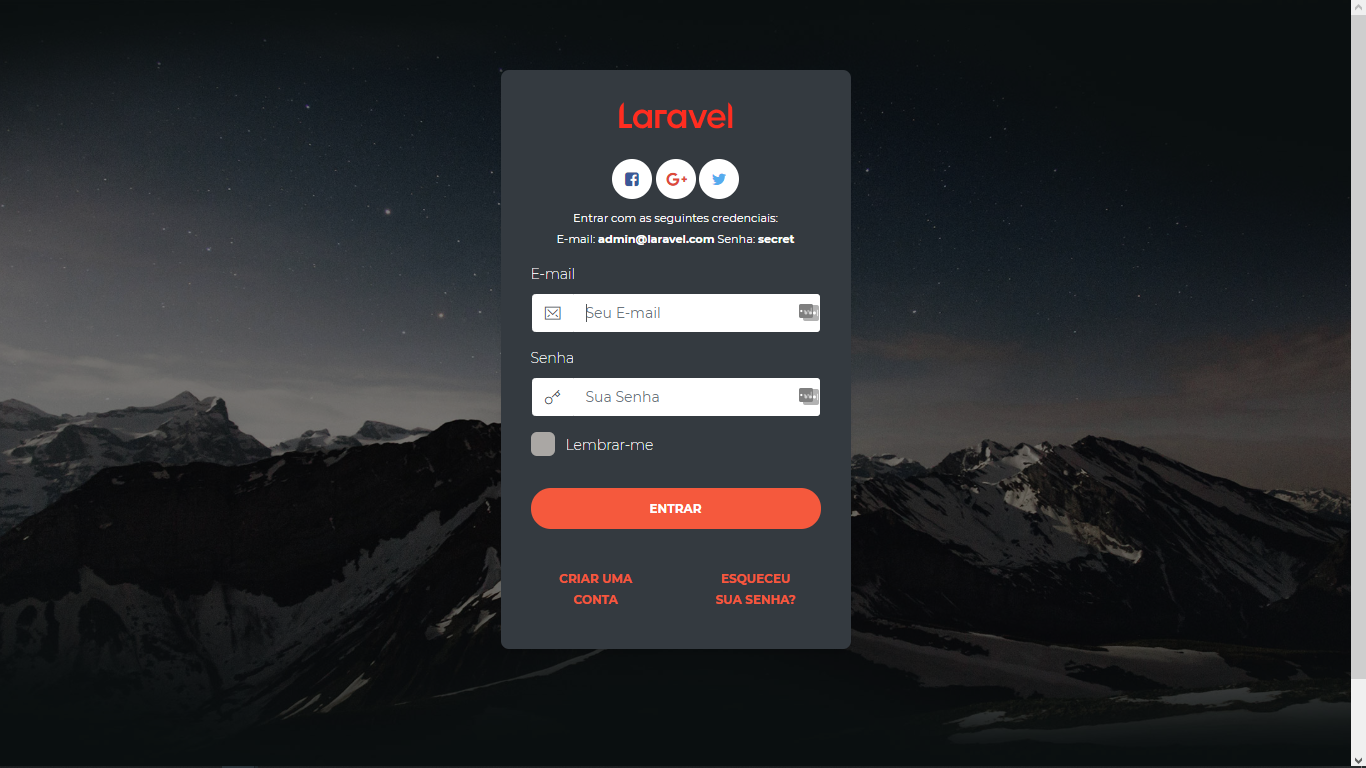 Laravel
G+
Entrar com as seguintes credenciais:
E-mail: admin@laravel.com Senha: secret
E-mail
Seu E-mail
Senha
Sua Senha
Lembrar-me
ENTRAR
CRIAR UMA
CONTA
ESQUECEU
SUA SENHA?